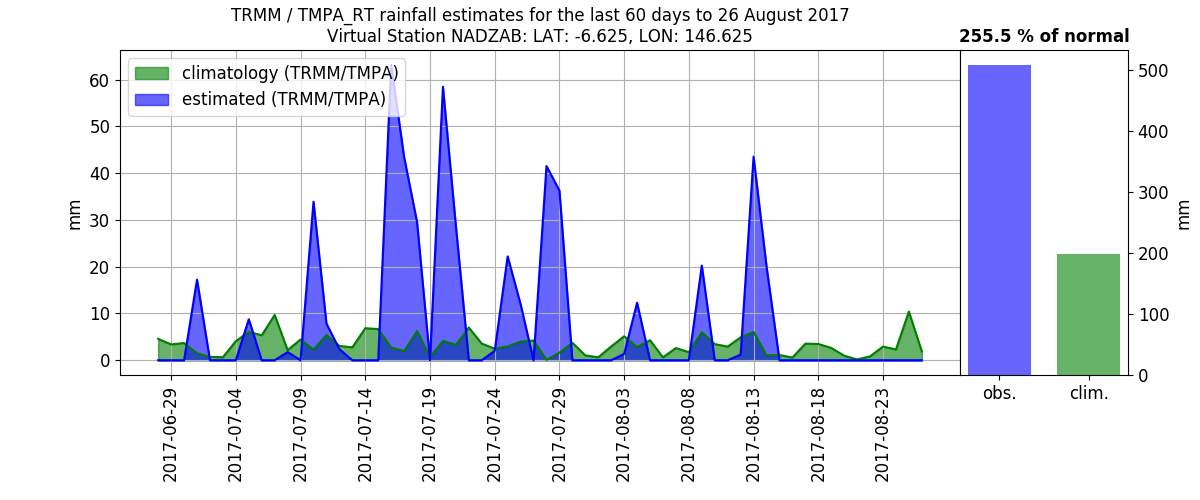 TRMM / TMPA_RT rainfall estimates for the last 60 days to 26 August 2017
Virtual Station NADZAB: LAT: -6.625, LON: 146.625
255.5 % of normal
climatology (TRMM/TMPA)
estimated (TRMM/TMPA)
mm
60
50
40
30
20
10
0
2017-06-29
2017-07-04
2017-07-09
2017-07-14
2017-07-19
2017-07-24
2017-07-29
2017-08-03
2017-08-08
2017-08-13
2017-08-18
2017-08-23
500
400
300
200
100
0
mm
obs.
clim.